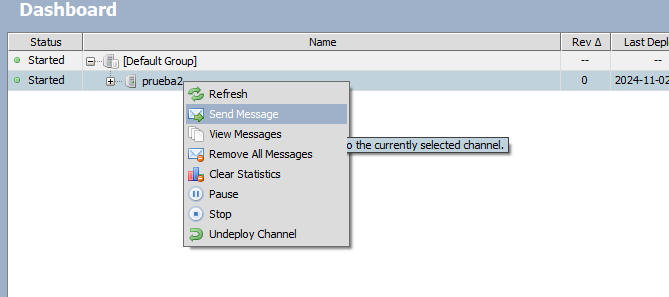 Dashboard
Status Name Rev Δ Last Depl
Started [Default Group] -- --
Started prueba2 0 2024-11-02
Refresh
Send Message
View Messages
o the currently selected channel.
Remove All Messages
Clear Statistics
Pause
Stop
Undeploy Channel